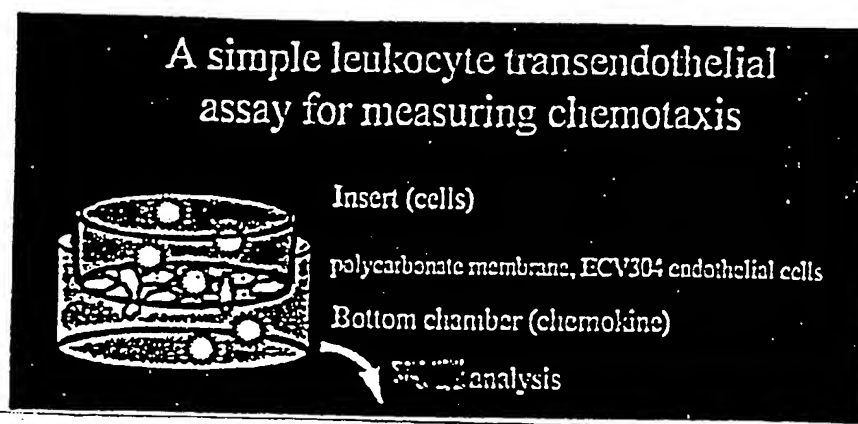 A simple leukocyte transendothelial
assay for measuring chemotaxis
Insert (cells)
polycarbonate membrane, ECV304 endothelial cells
Bottom chamber (chemokine)
analysis